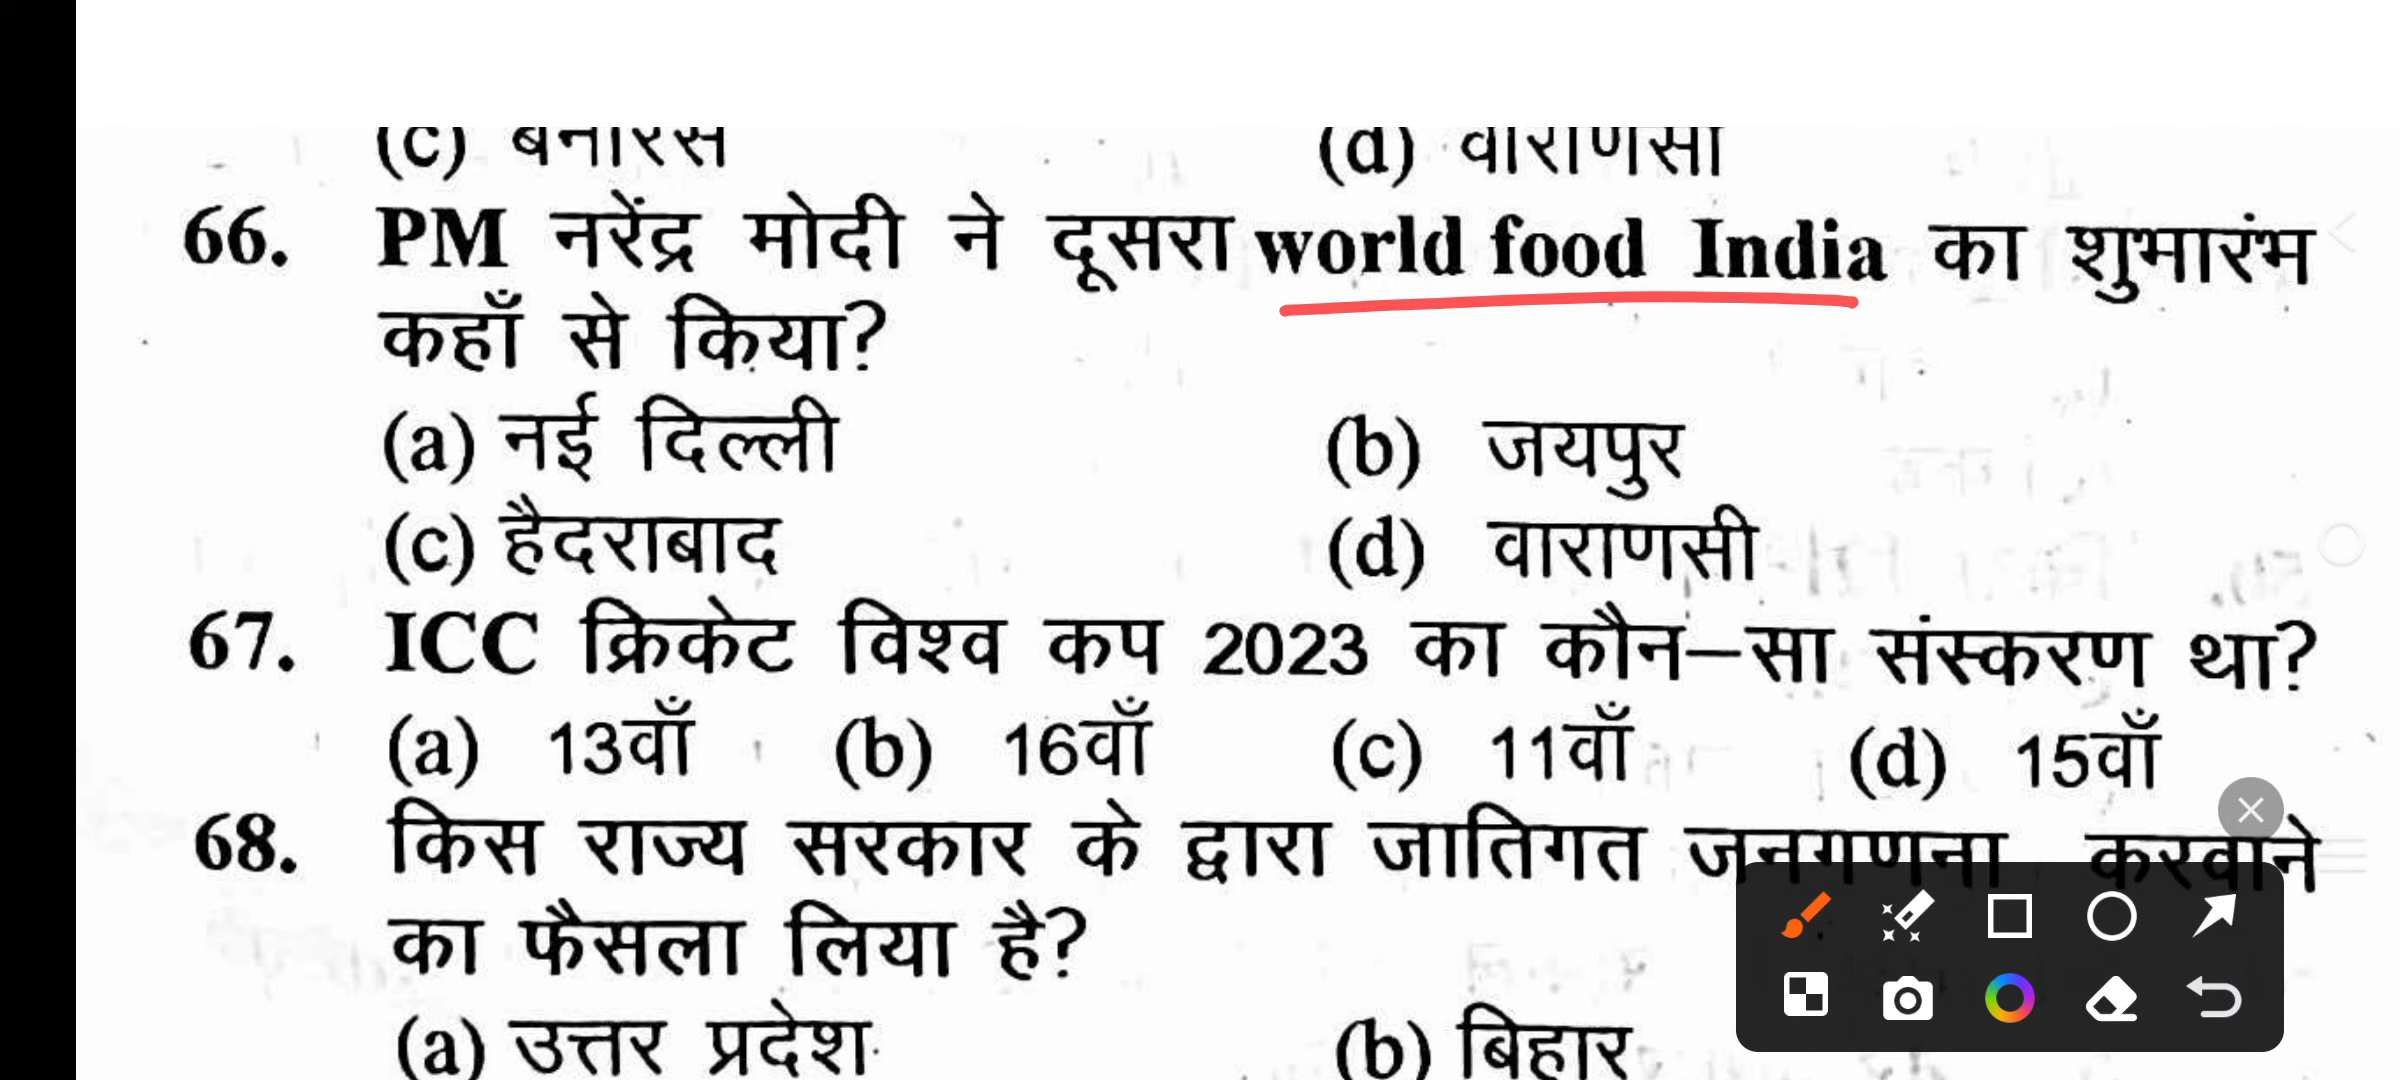 (c) बनारस (d) वाराणसी
66. PM नरेंद्र मोदी ने दूसरा world food India का शुभारंभ
कहाँ से किया?
(a) नई दिल्ली (b) जयपुर
(c) हैदराबाद (d) वाराणसी
67. ICC क्रिकेट विश्व कप 2023 का कौन–सा संस्करण था?
(a) 13वाँ (b) 16वाँ (c) 11वाँ (d) 15वाँ
68. किस राज्य सरकार के द्वारा जातिगत जनगणना करवाने
का फैसला लिया है?
(a) उत्तर प्रदेश (b) बिहार